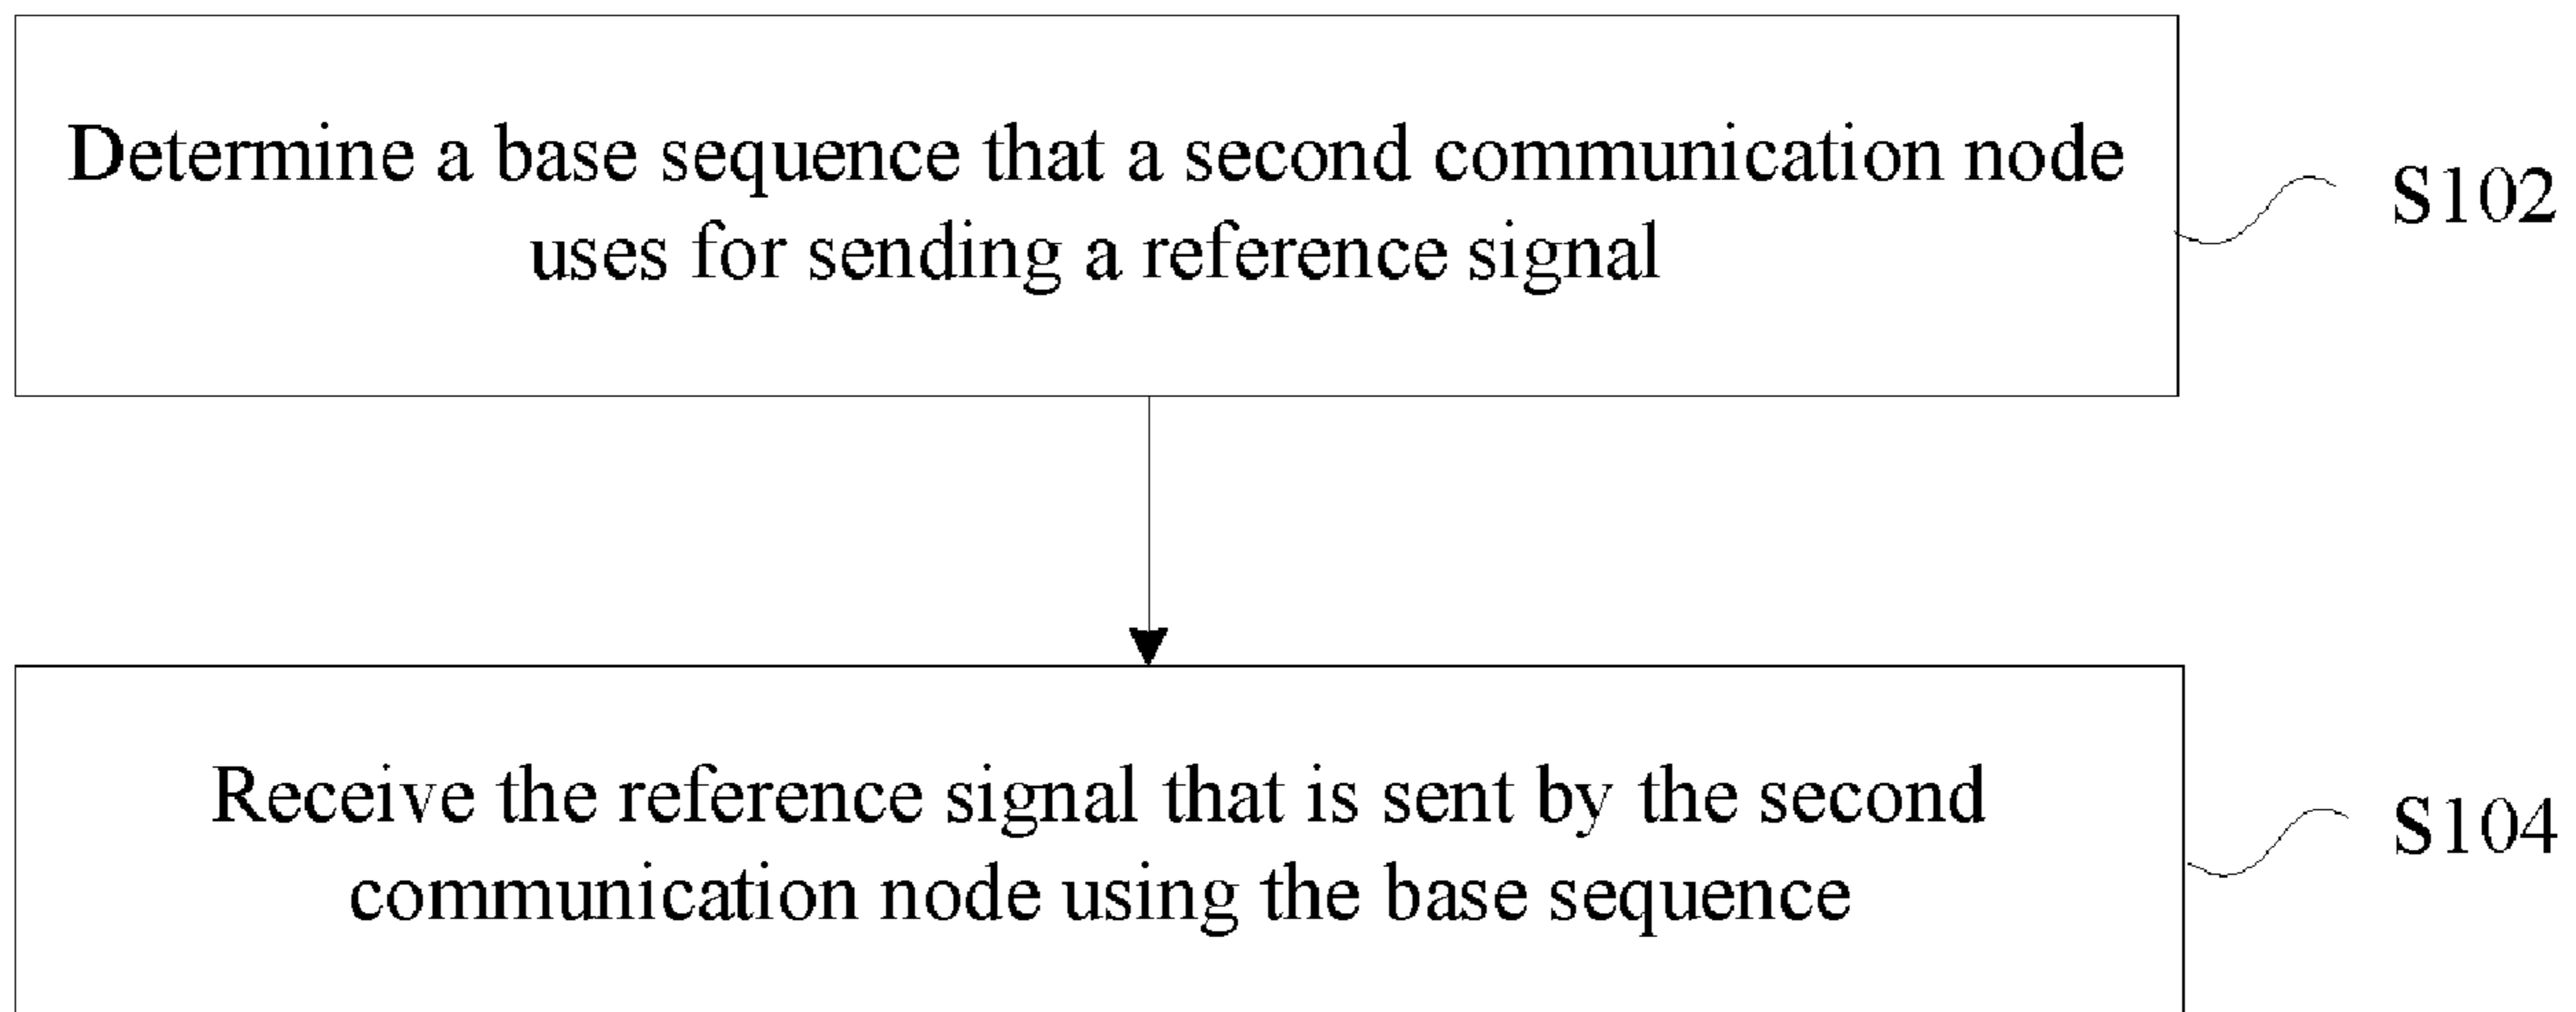 Determine a base sequence that a second communication node
uses for sending a reference signal
S102
Receive the reference signal that is sent by the second
communication node using the base sequence
S104